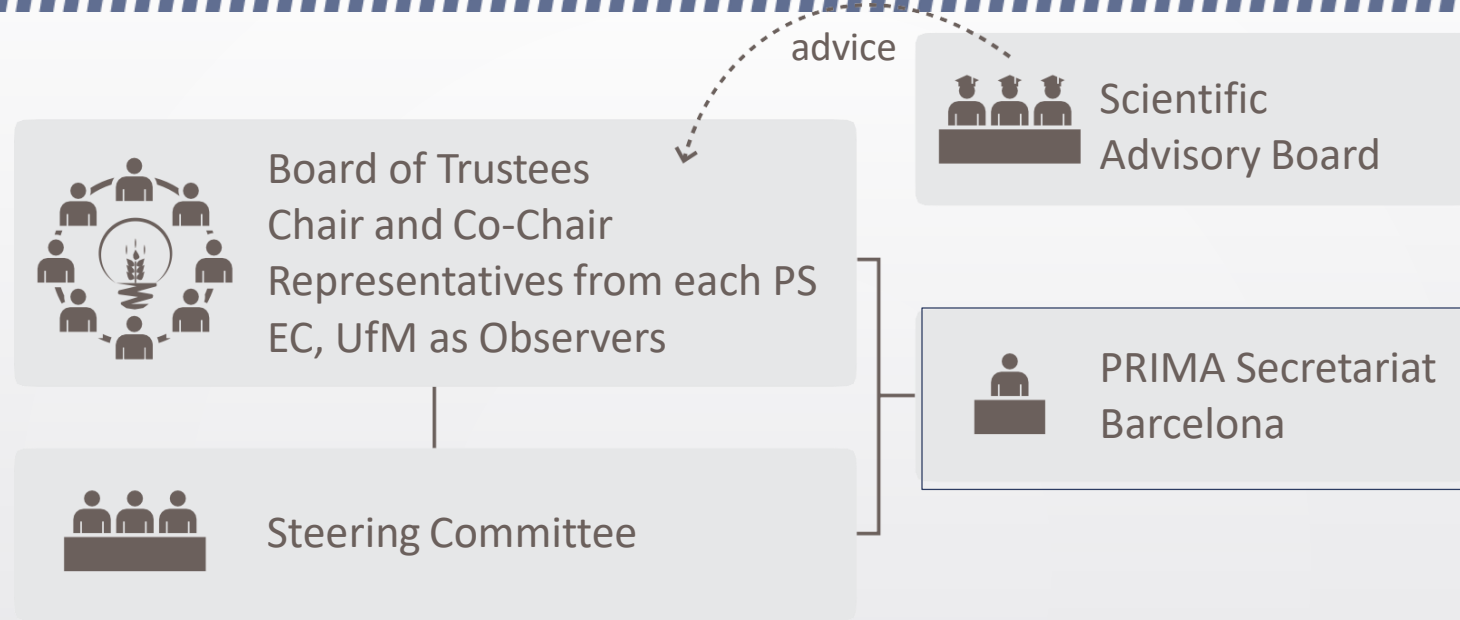 advice
Scientific
Advisory Board
Board of Trustees
Chair and Co-Chair
Representatives from each PS
EC, UfM as Observers
PRIMA Secretariat
Barcelona
Steering Committee